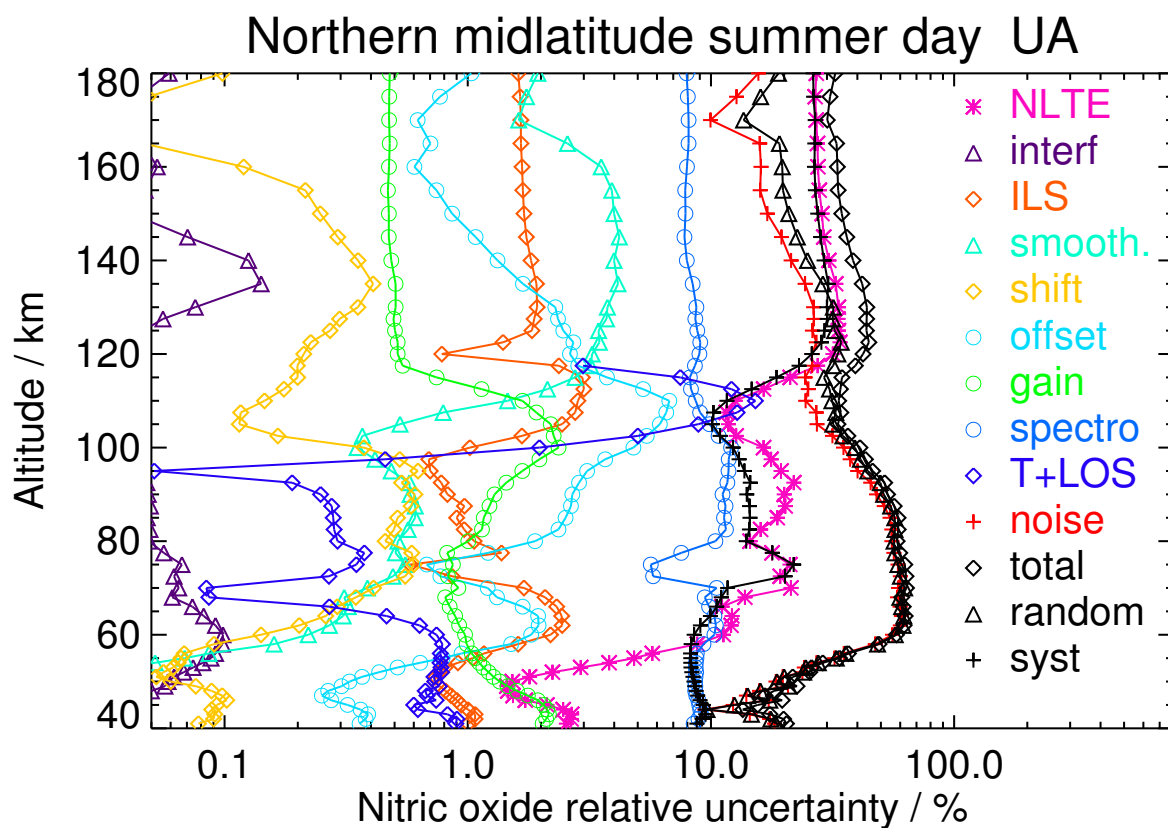 Northern midlatitude summer day UA
180
160
140
120
100
80
60
40
Altitude / km
0.1 1.0 10.0 100.0
Nitric oxide relative uncertainty / %
NLTE
interf
ILS
smooth.
shift
offset
gain
spectro
T+LOS
noise
total
random
syst